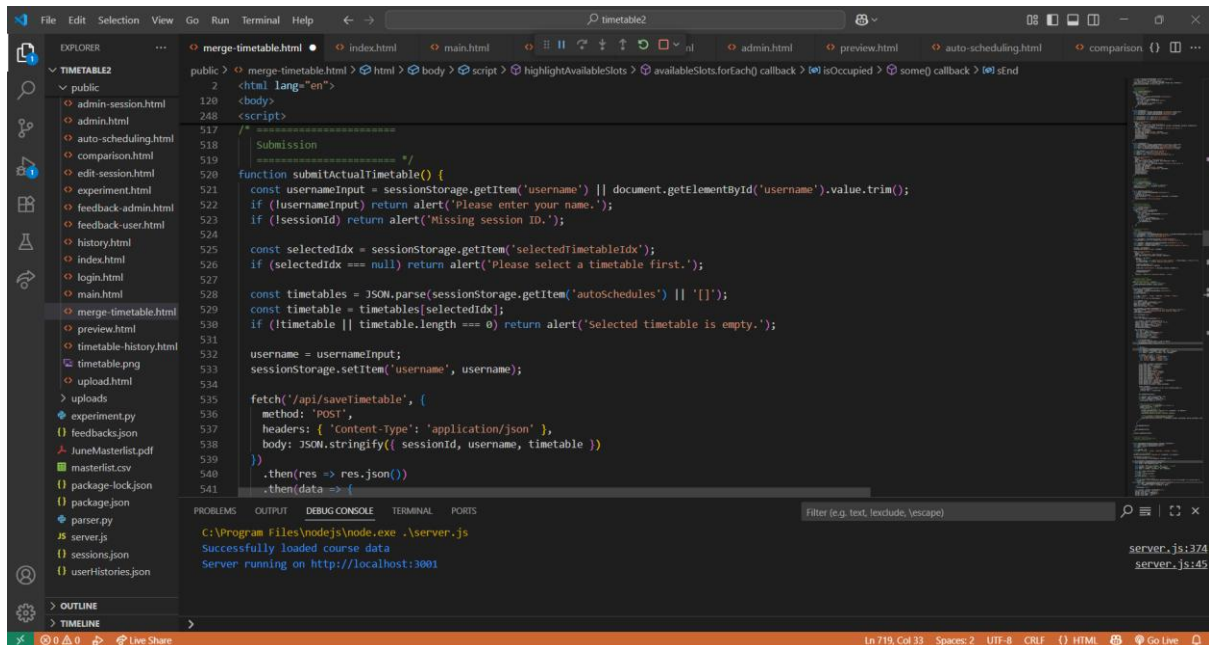 File Edit Selection View Go Run Terminal Help
timetable2
EXPLORER
TIMETABLE2
public
admin-session.html
admin.html
auto-scheduling.html
comparison.html
edit-session.html
experiment.html
feedback-admin.html
feedback-user.html
history.html
index.html
login.html
main.html
merge-timetable.html
preview.html
timetable-history.html
timetable.png
upload.html
uploads
experiment.py
feedbacks.json
JuneMasterlist.pdf
masterlist.csv
package-lock.json
package.json
parser.py
server.js
sessions.json
userHistories.json
OUTLINE
TIMELINE
merge-timetable.html index.html main.html nl admin.html preview.html auto-scheduling.html comparison
public > merge-timetable.html > html > body > script > highlightAvailableSlots > availableSlots.forEach() callback > isOccupied > some() callback > sEnd
2 <html lang="en">
120 <body>
248 <script>
517 /* =======================
518 Submission
519 ======================= */
520 function submitActualTimetable() {
521 const usernameInput = sessionStorage.getItem('username') || document.getElementById('username').value.trim();
522 if (!usernameInput) return alert('Please enter your name.');
523 if (!sessionId) return alert('Missing session ID.');
524
525 const selectedIdx = sessionStorage.getItem('selectedTimetableIdx');
526 if (selectedIdx === null) return alert('Please select a timetable first.');
527
528 const timetables = JSON.parse(sessionStorage.getItem('autoSchedules') || '[]');
529 const timetable = timetables[selectedIdx];
530 if (!timetable || timetable.length === 0) return alert('Selected timetable is empty.');
531
532 username = usernameInput;
533 sessionStorage.setItem('username', username);
534
535 fetch('/api/saveTimetable', {
536 method: 'POST',
537 headers: { 'Content-Type': 'application/json' },
538 body: JSON.stringify({ sessionId, username, timetable })
539 })
540 .then(res => res.json())
541 .then(data => {
PROBLEMS OUTPUT DEBUG CONSOLE TERMINAL PORTS
Filter (e.g. text, !exclude, \escape)
C:\Program Files\nodejs\node.exe .\server.js
Successfully loaded course data server.js:374
Server running on http://localhost:3001 server.js:45
0 0 Live Share
Ln 719, Col 33 Spaces: 2 UTF-8 CRLF {} HTML Go Live